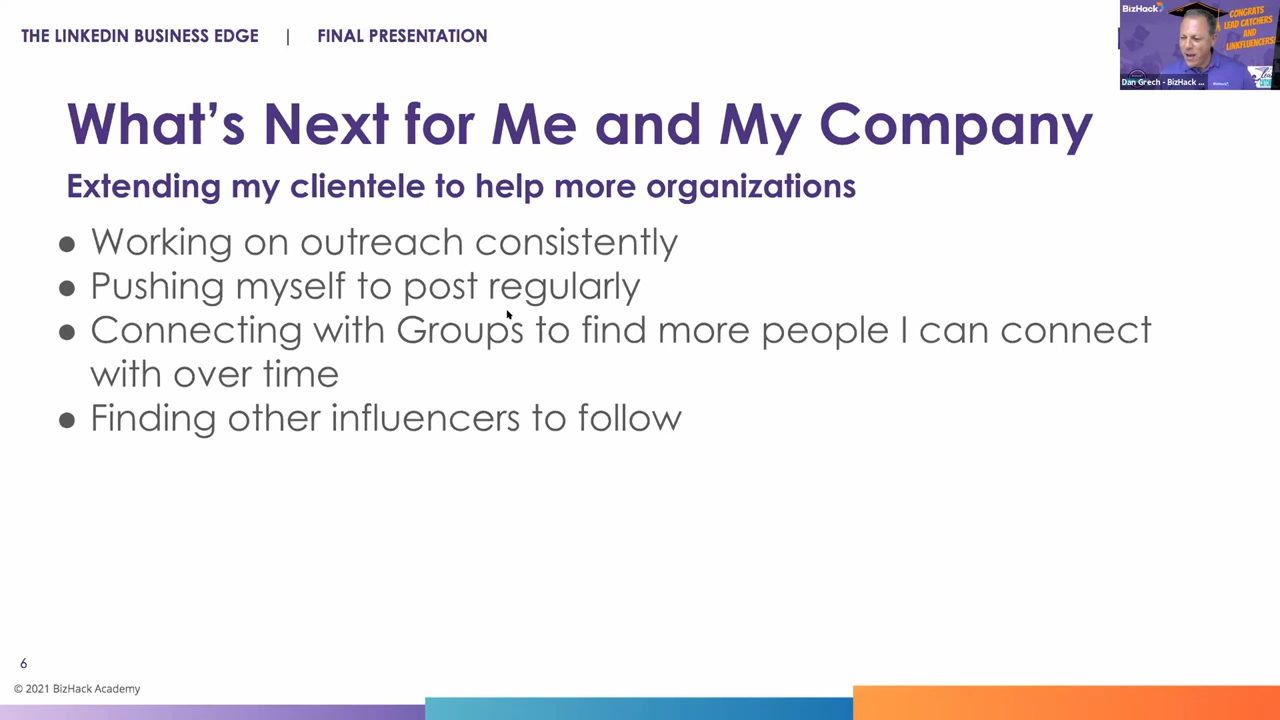 THE LINKEDIN BUSINESS EDGE | FINAL PRESENTATION
BizHack
CONGRATS
LEAD CATCHERS
AND
LINKFLUENCERS!
Dan Grech - BizHack ...
What's Next for Me and My Company
Extending my clientele to help more organizations
● Working on outreach consistently
● Pushing myself to post regularly
● Connecting with Groups to find more people I can connect
with over time
● Finding other influencers to follow
6
© 2021 BizHack Academy